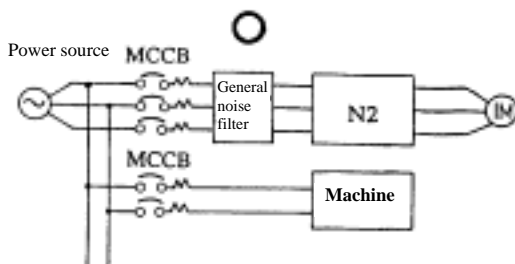 Power source
MCCB
General
noise
filter
N2
IM
MCCB
Machine